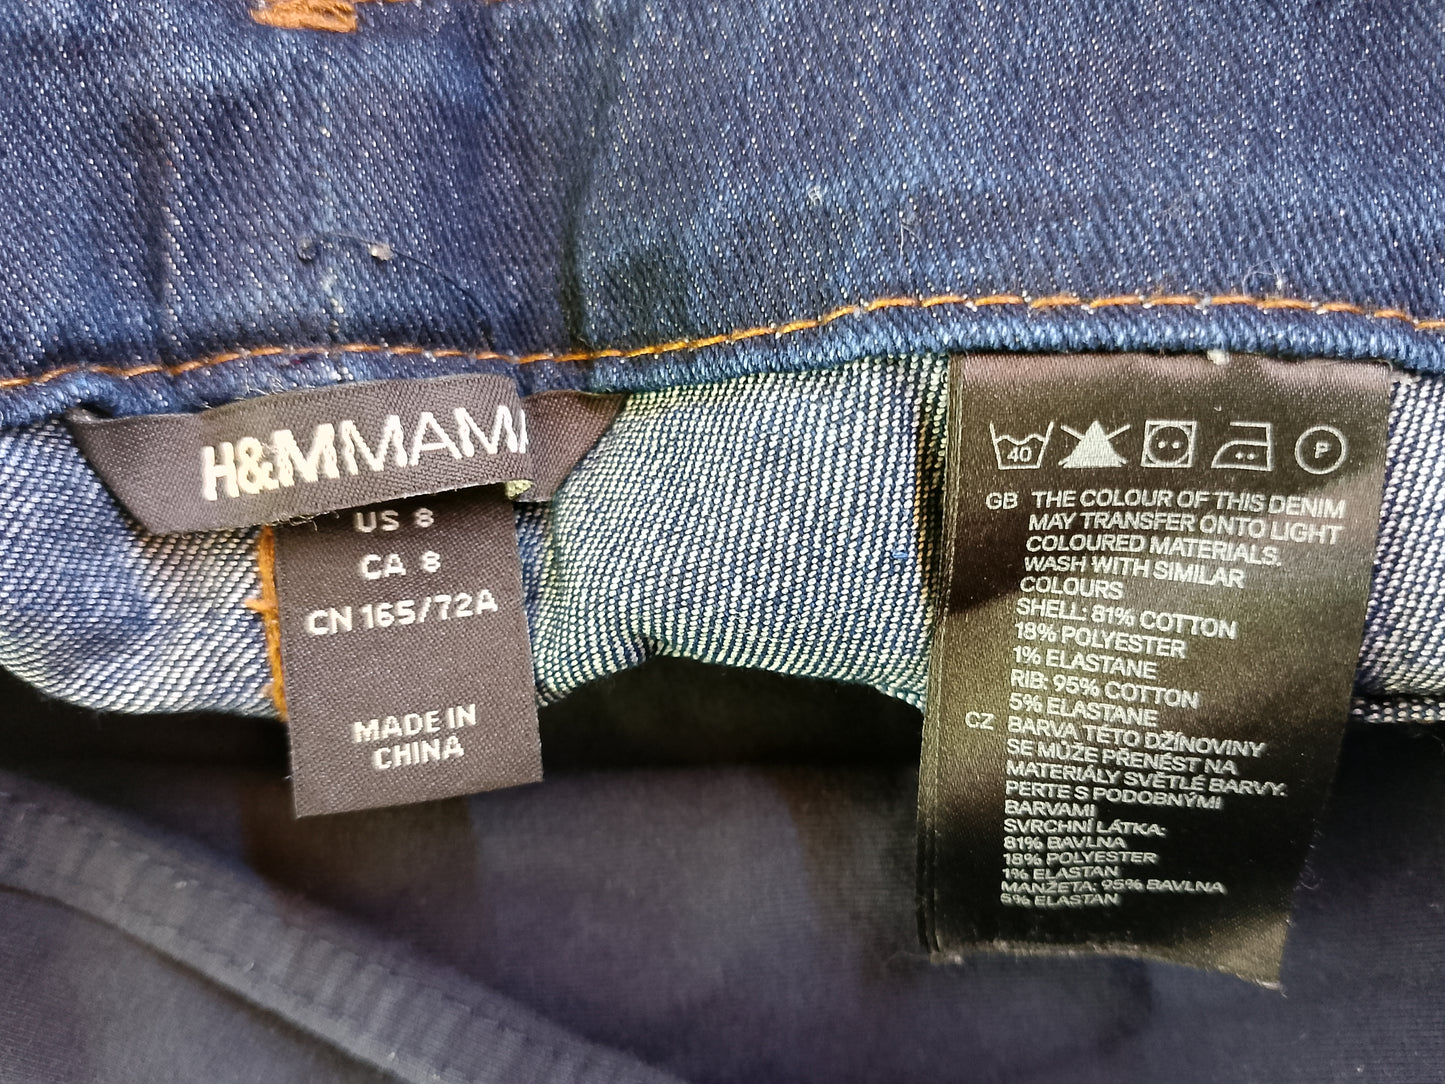 H&MMAMA
US 8
CA 8
CN 165/72A
MADE IN
CHINA
40
P
GB THE COLOUR OF THIS DENIM
MAY TRANSFER ONTO LIGHT
COLOURED MATERIALS.
WASH WITH SIMILAR
COLOURS
SHELL: 81% COTTON
18% POLYESTER
1% ELASTANE
RIB: 95% COTTON
5% ELASTANE
CZ BARVA TÉTO DŽÍNOVINY
SE MŮŽE PŘENÉST NA
MATERIÁLY SVĚTLÉ BARVY.
PERTE S PODOBNÝMI
BARVAMI
SVRCHNÍ LÁTKA:
81% BAVLNA
18% POLYESTER
1% ELASTAN
MANŽETA: 95% BAVLNA
5% ELASTAN